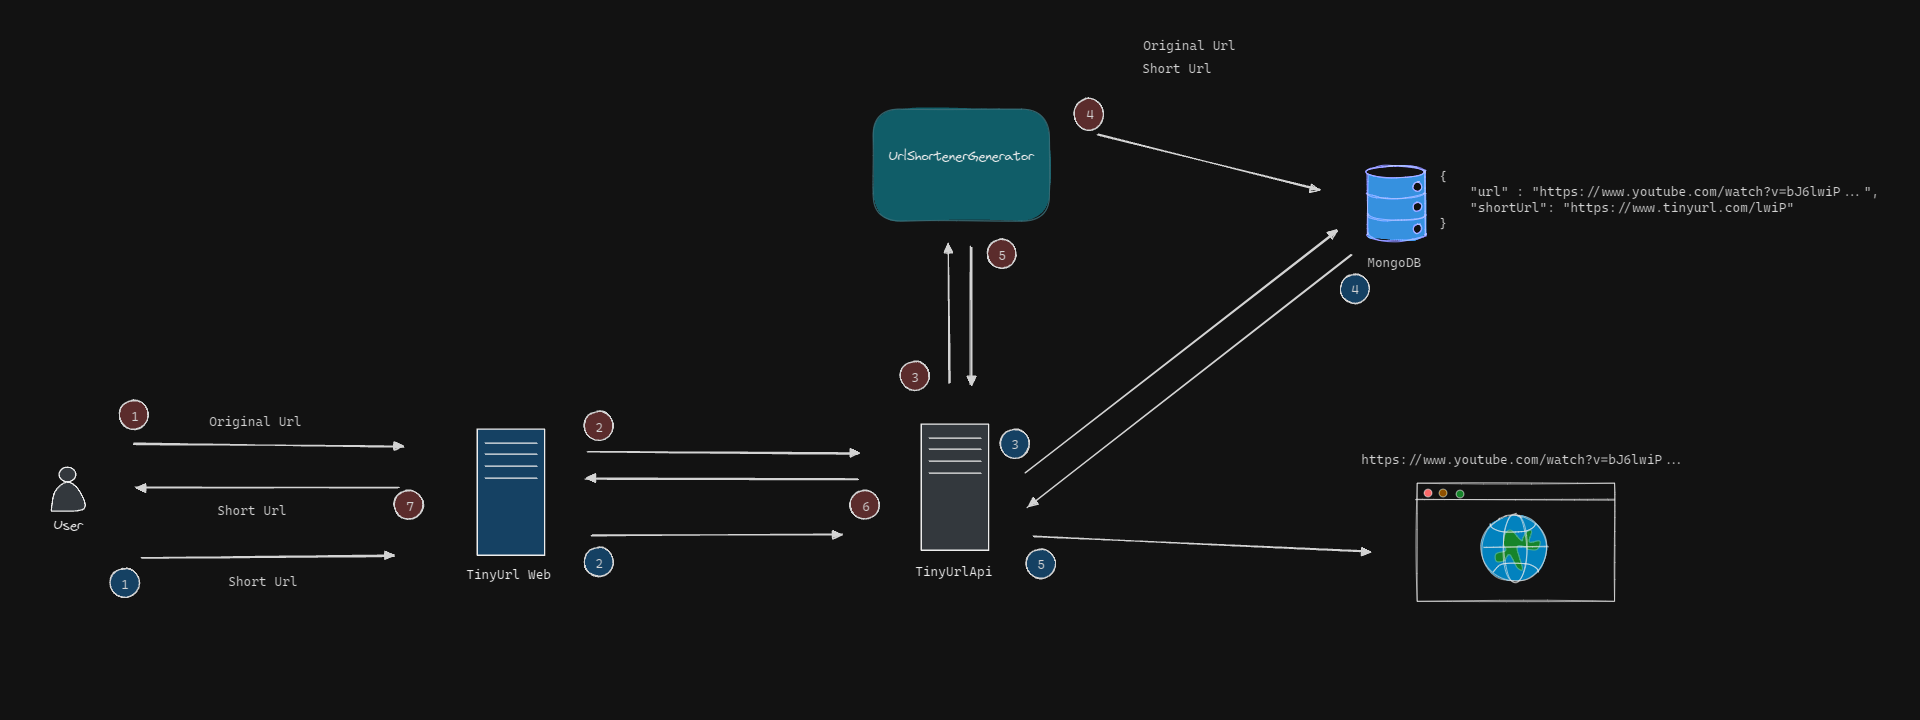 Original Url
Short Url
4
UrlShortenerGenerator
{
"url" : "https://www.youtube.com/watch?v=bJ6lwiP...",
"shortUrl": "https://www.tinyurl.com/lwiP"
}
5
MongoDB
4
3
1
Original Url
2
3
https://www.youtube.com/watch?v=bJ6lwiP...
7
Short Url
6
User
2
5
1
Short Url
TinyUrl Web
TinyUrlApi